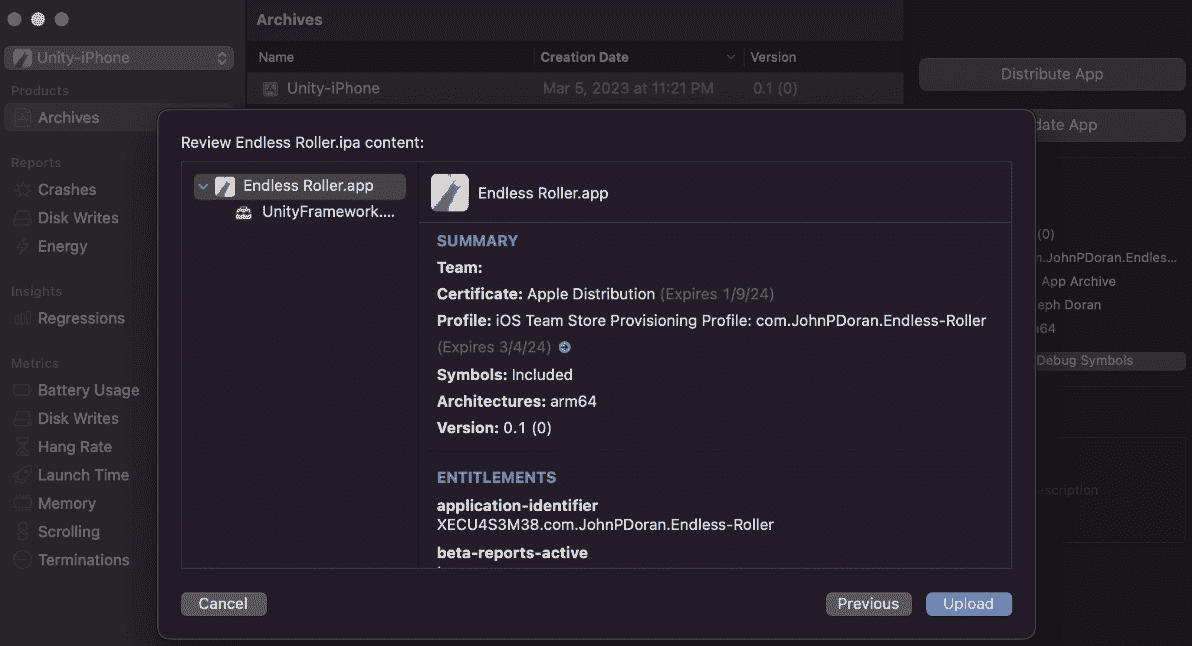 Unity-iPhone
Products
Archives
Reports
Crashes
Disk Writes
Energy
Insights
Regressions
Metrics
Battery Usage
Disk Writes
Hang Rate
Launch Time
Memory
Scrolling
Terminations
Archives
Name Creation Date Version
Unity-iPhone Mar 5, 2023 at 11:21 PM 0.1 (0)
Review Endless Roller.ipa content:
Endless Roller.app
UnityFramework....
Endless Roller.app
SUMMARY
Team:
Certificate: Apple Distribution (Expires 1/9/24)
Profile: iOS Team Store Provisioning Profile: com.JohnPDoran.Endless-Roller
(Expires 3/4/24)
Symbols: Included
Architectures: arm64
Version: 0.1 (0)
ENTITLEMENTS
application-identifier
XECU4S3M38.com.JohnPDoran.Endless-Roller
beta-reports-active
Cancel Previous Upload
Distribute App
date App
(0)
m.JohnPDoran.Endles...
App Archive
eph Doran
m64
Debug Symbols
escription